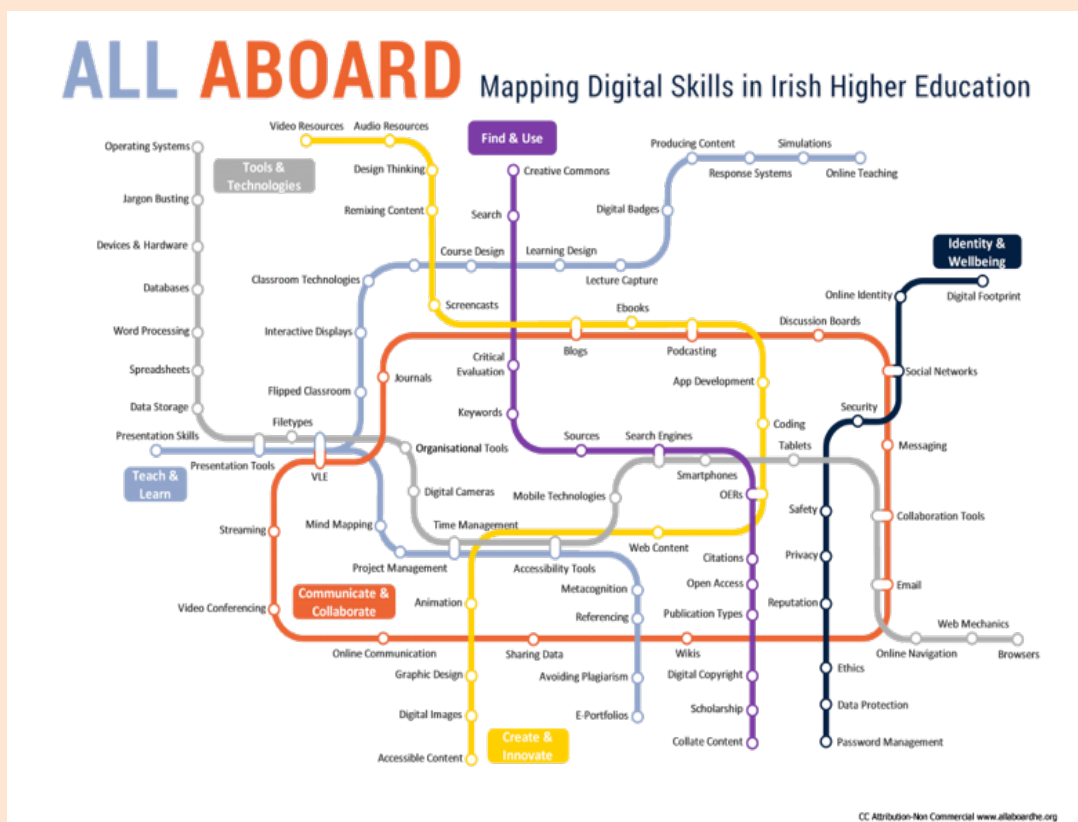 ALL ABOARD Mapping Digital Skills in Irish Higher Education
Video Resources
Audio Resources
Find & Use
Operating Systems
Tools &
Technologies
Design Thinking
Creative Commons
Producing Content
Simulations
Response Systems
Online Teaching
Jargon Busting
Remixing Content
Search
Digital Badges
Devices & Hardware
Classroom Technologies
Course Design
Learning Design
Lecture Capture
Identity &
Wellbeing
Databases
Screencasts
Ebooks
Online Identity
Digital Footprint
Word Processing
Interactive Displays
Blogs
Podcasting
Discussion Boards
Spreadsheets
Flipped Classroom
Journals
Critical
Evaluation
App Development
Social Networks
Data Storage
Filetypes
Keywords
Coding
Security
Presentation Skills
Presentation Tools
VLE
Organisational Tools
Sources
Search Engines
Smartphones
Tablets
Messaging
Teach &
Learn
Digital Cameras
Mobile Technologies
OERs
Streaming
Mind Mapping
Time Management
Safety
Collaboration Tools
Project Management
Accessibility Tools
Web Content
Citations
Privacy
Communicate &
Collaborate
Metacognition
Open Access
Email
Video Conferencing
Animation
Referencing
Publication Types
Reputation
Online Communication
Sharing Data
Wikis
Online Navigation
Web Mechanics
Browsers
Graphic Design
Avoiding Plagiarism
Digital Copyright
Ethics
Digital Images
E-Portfolios
Scholarship
Data Protection
Accessible Content
Create &
Innovate
Collate Content
Password Management
CC Attribution-Non Commercial www.allaboardhe.org